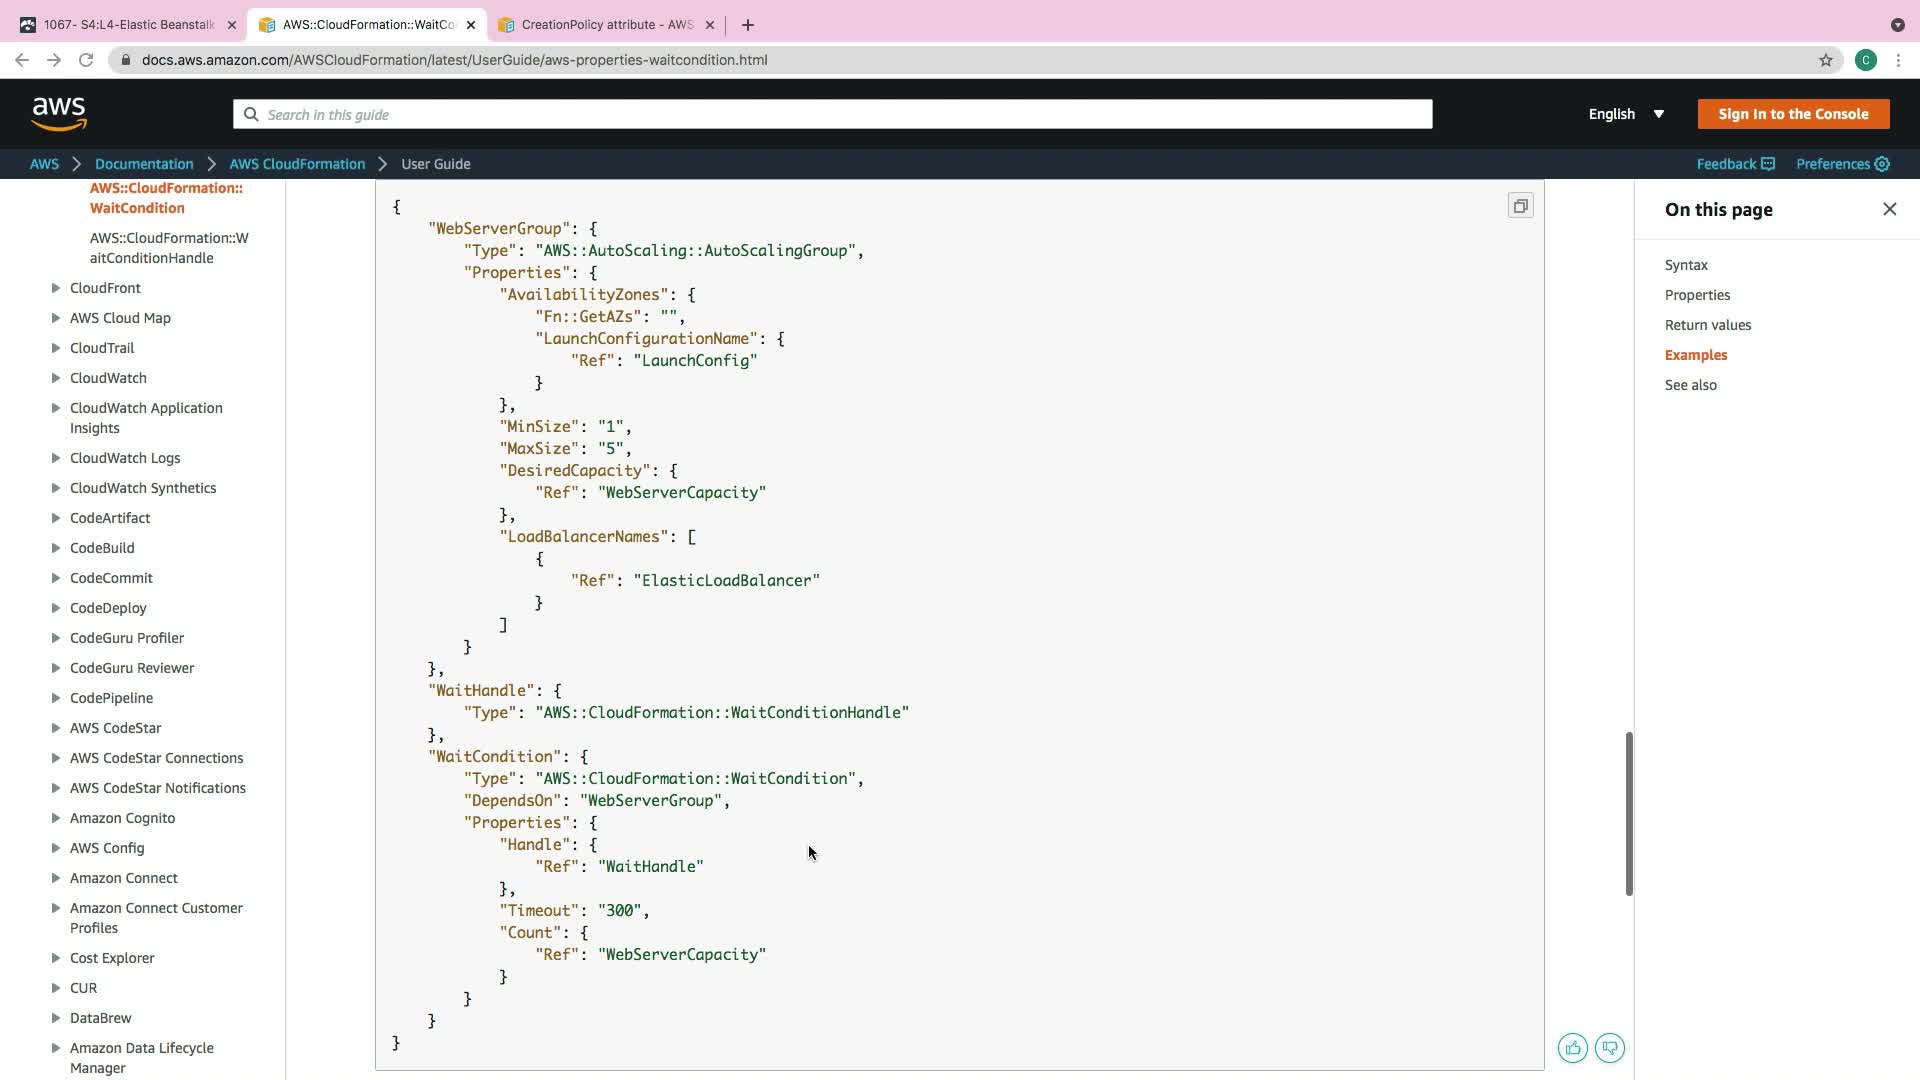 1067- S4:L4-Elastic Beanstalk
AWS::CloudFormation::WaitCo
CreationPolicy attribute - AWS
docs.aws.amazon.com/AWSCloudFormation/latest/UserGuide/aws-properties-waitcondition.html
C
aws
Search in this guide
English
Sign In to the Console
AWS > Documentation > AWS CloudFormation > User Guide
Feedback
Preferences
AWS::CloudFormation::
WaitCondition
AWS::CloudFormation::W
aitConditionHandle
CloudFront
AWS Cloud Map
CloudTrail
CloudWatch
CloudWatch Application
Insights
CloudWatch Logs
CloudWatch Synthetics
CodeArtifact
CodeBuild
CodeCommit
CodeDeploy
CodeGuru Profiler
CodeGuru Reviewer
CodePipeline
AWS CodeStar
AWS CodeStar Connections
AWS CodeStar Notifications
Amazon Cognito
AWS Config
Amazon Connect
Amazon Connect Customer
Profiles
Cost Explorer
CUR
DataBrew
Amazon Data Lifecycle
Manager
{
    "WebServerGroup": {
        "Type": "AWS::AutoScaling::AutoScalingGroup",
        "Properties": {
            "AvailabilityZones": {
                "Fn::GetAZs": "",
                "LaunchConfigurationName": {
                    "Ref": "LaunchConfig"
                }
            },
            "MinSize": "1",
            "MaxSize": "5",
            "DesiredCapacity": {
                "Ref": "WebServerCapacity"
            },
            "LoadBalancerNames": [
                {
                    "Ref": "ElasticLoadBalancer"
                }
            ]
        }
    },
    "WaitHandle": {
        "Type": "AWS::CloudFormation::WaitConditionHandle"
    },
    "WaitCondition": {
        "Type": "AWS::CloudFormation::WaitCondition",
        "DependsOn": "WebServerGroup",
        "Properties": {
            "Handle": {
                "Ref": "WaitHandle"
            },
            "Timeout": "300",
            "Count": {
                "Ref": "WebServerCapacity"
            }
        }
    }
}
On this page
Syntax
Properties
Return values
Examples
See also